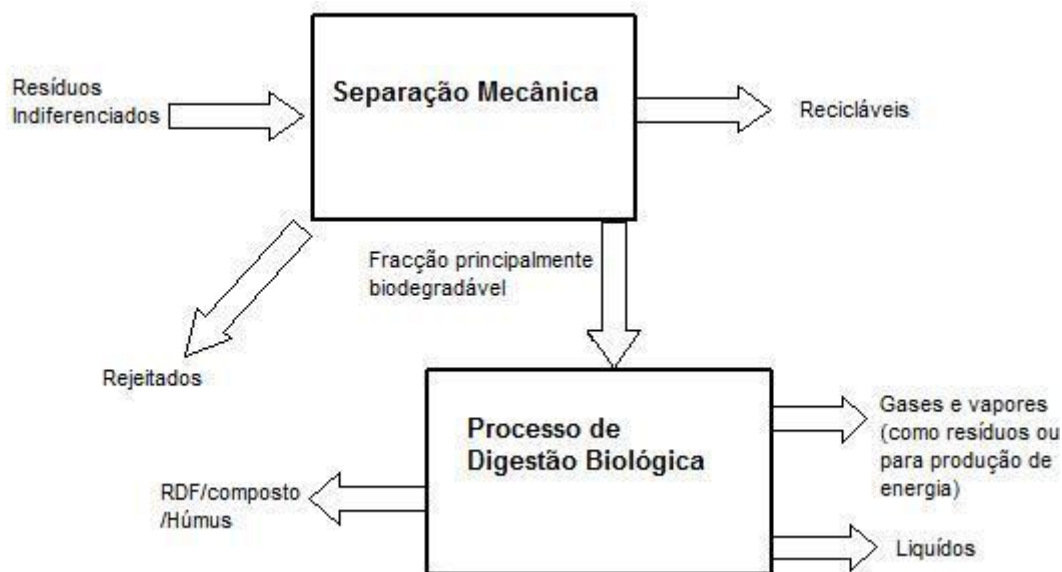 Resíduos
Indiferenciados
Separação Mecânica
Recicláveis
Fracção principalmente
biodegradável
Rejeitados
Processo de
Digestão Biológica
Gases e vapores
(como resíduos ou
para produção de
energia)
RDF/composto
/Húmus
Liquídos